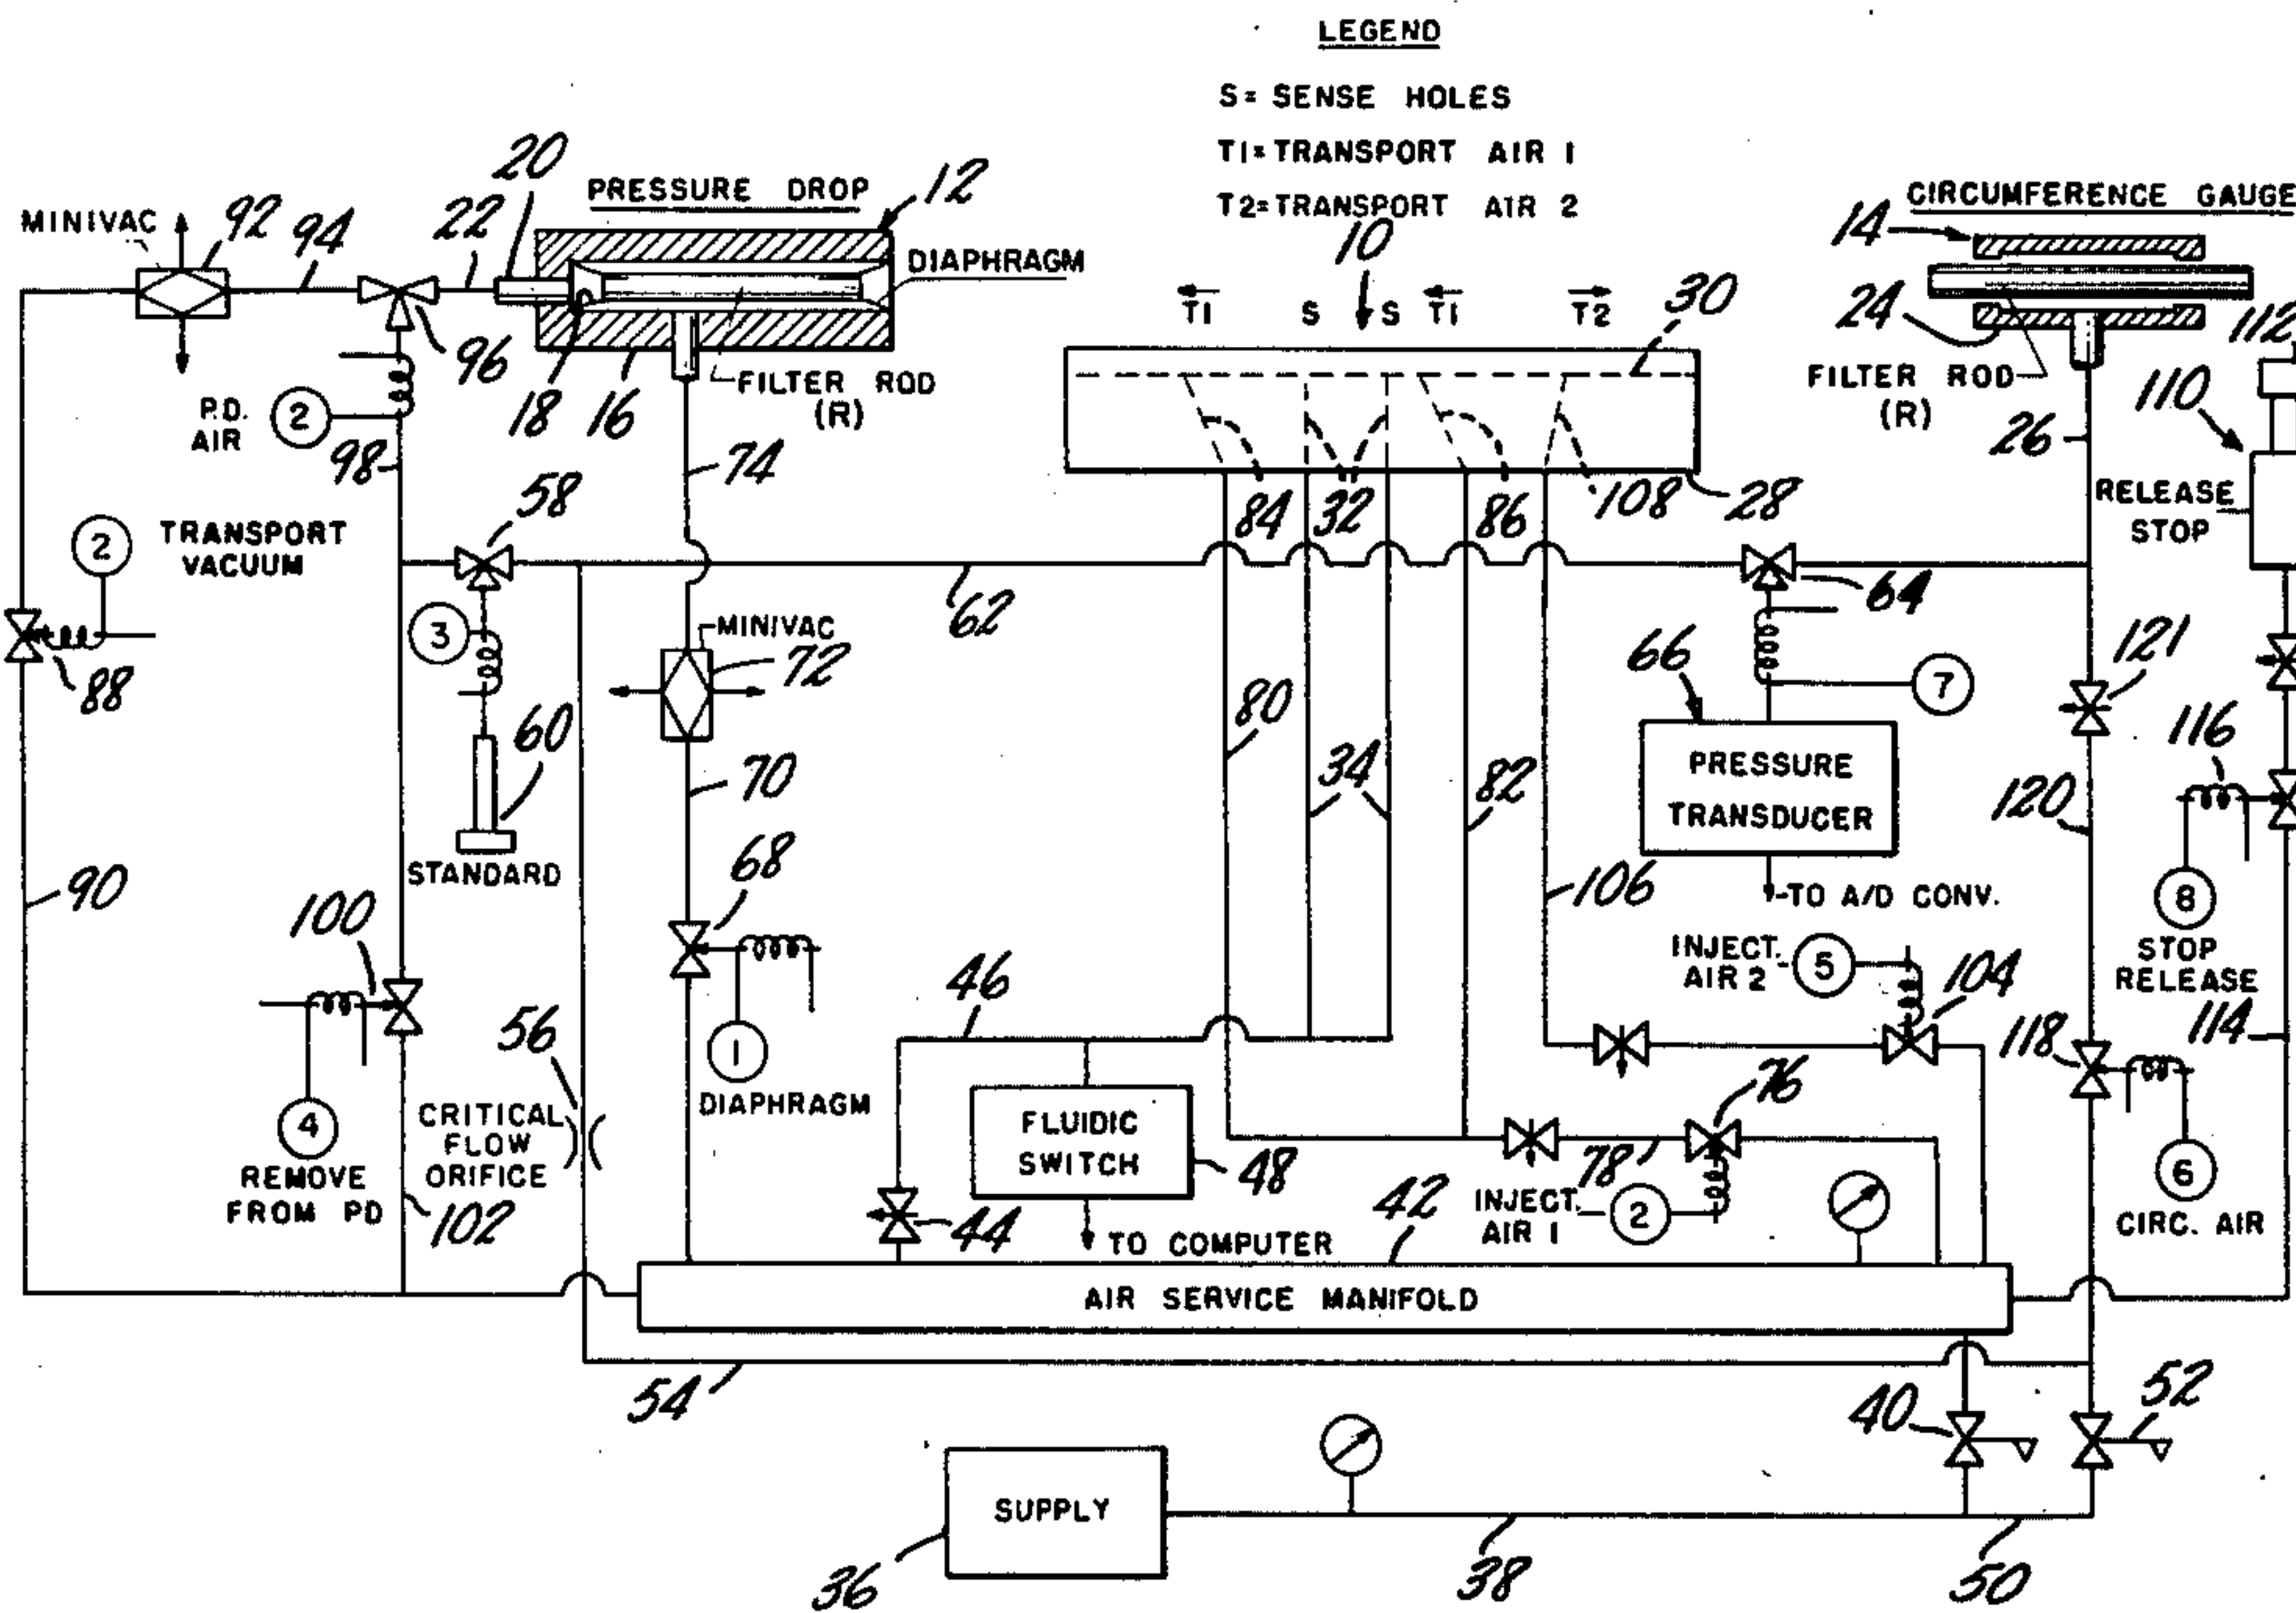 LEGEND
S= SENSE HOLES
T1= TRANSPORT AIR 1
T2= TRANSPORT AIR 2
PRESSURE DROP
CIRCUMFERENCE GAUGE
MINIVAC
92
94
22
20
12
DIAPHRAGM
10
14
T1
S
S
T1
T2
30
24
112
96
18
16
FILTER ROD
(R)
FILTER ROD
(R)
110
P.D.
AIR
2
98
74
26
84
32
86
108
28
RELEASE
STOP
58
2
TRANSPORT
VACUUM
62
64
88
3
MINIVAC
72
66
7
121
60
80
34
82
PRESSURE
TRANSDUCER
116
70
120
STANDARD
68
90
106
TO A/D CONV.
8
STOP
RELEASE
100
46
INJECT.
AIR 2
5
104
114
56
1
DIAPHRAGM
118
76
4
REMOVE
FROM PD
CRITICAL
FLOW
ORIFICE
FLUIDIC
SWITCH
48
78
6
CIRC. AIR
102
44
TO COMPUTER
42
INJECT.
AIR 1
2
AIR SERVICE MANIFOLD
54
40
52
SUPPLY
36
38
50